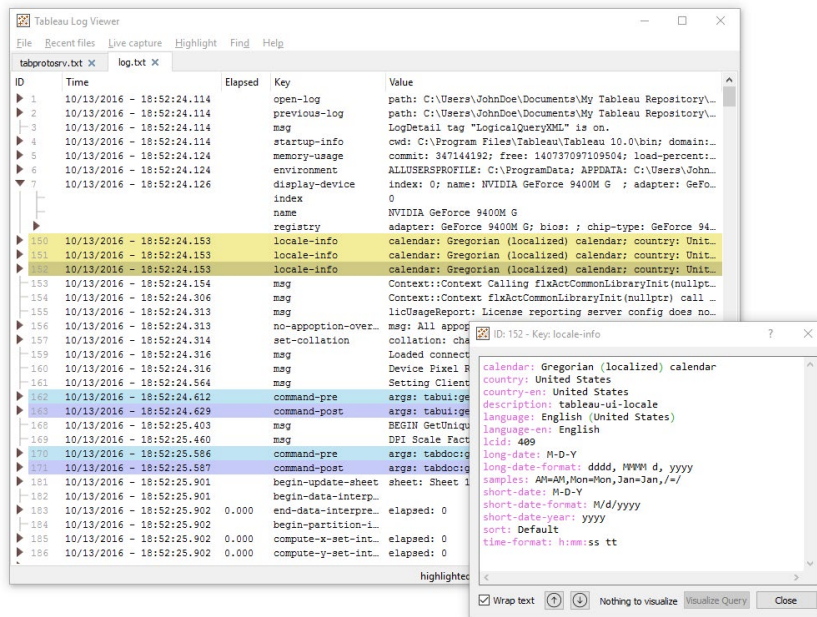 Tableau Log Viewer
File Recent files Live capture Highlight Find Help
tabprotosrv.txt log.txt
ID Time Elapsed Key Value
1 10/13/2016 - 18:52:24.114 open-log path: C:\Users\JohnDoe\Documents\My Tableau Repository\…
2 10/13/2016 - 18:52:24.114 previous-log path: C:\Users\JohnDoe\Documents\My Tableau Repository\…
3 10/13/2016 - 18:52:24.114 msg LogDetail tag "LogicalQueryXML" is on.
4 10/13/2016 - 18:52:24.114 startup-info cwd: C:\Program Files\Tableau\Tableau 10.0\bin; domain:…
5 10/13/2016 - 18:52:24.124 memory-usage commit: 347144192; free: 140737097109504; load-percent:…
6 10/13/2016 - 18:52:24.124 environment ALLUSERSPROFILE: C:\ProgramData; APPDATA: C:\Users\John…
7 10/13/2016 - 18:52:24.126 display-device index: 0; name: NVIDIA GeForce 9400M G ; adapter: GeFo…
index 0
name NVIDIA GeForce 9400M G
registry adapter: GeForce 9400M G; bios: ; chip-type: GeForce 94…
150 10/13/2016 - 18:52:24.153 locale-info calendar: Gregorian (localized) calendar; country: Unit…
151 10/13/2016 - 18:52:24.153 locale-info calendar: Gregorian (localized) calendar; country: Unit…
152 10/13/2016 - 18:52:24.153 locale-info calendar: Gregorian (localized) calendar; country: Unit…
153 10/13/2016 - 18:52:24.154 msg Context::Context Calling flxActCommonLibraryInit(nullpt…
154 10/13/2016 - 18:52:24.306 msg Context::Context flxActCommonLibraryInit(nullptr) call …
155 10/13/2016 - 18:52:24.313 msg licUsageReport: License reporting server config does no…
156 10/13/2016 - 18:52:24.313 no-appoption-over… msg: All appop
157 10/13/2016 - 18:52:24.314 set-collation collation: cha
159 10/13/2016 - 18:52:24.316 msg Loaded connect
160 10/13/2016 - 18:52:24.316 msg Device Pixel R
161 10/13/2016 - 18:52:24.564 msg Setting Client
162 10/13/2016 - 18:52:24.612 command-pre args: tabui:ge
163 10/13/2016 - 18:52:24.629 command-post args: tabui:ge
168 10/13/2016 - 18:52:25.403 msg BEGIN GetUniqu
169 10/13/2016 - 18:52:25.460 msg DPI Scale Fact
170 10/13/2016 - 18:52:25.586 command-pre args: tabdoc:g
171 10/13/2016 - 18:52:25.587 command-post args: tabdoc:g
181 10/13/2016 - 18:52:25.901 begin-update-sheet sheet: Sheet 1
182 10/13/2016 - 18:52:25.901 begin-data-interp…
183 10/13/2016 - 18:52:25.902 0.000 end-data-interpre… elapsed: 0
184 10/13/2016 - 18:52:25.902 begin-partition-i…
185 10/13/2016 - 18:52:25.902 0.000 compute-x-set-int… elapsed: 0
186 10/13/2016 - 18:52:25.902 0.000 compute-y-set-int… elapsed: 0
highlighted
ID: 152 - Key: locale-info
calendar: Gregorian (localized) calendar
country: United States
country-en: United States
description: tableau-ui-locale
language: English (United States)
language-en: English
lcid: 409
long-date: M-D-Y
long-date-format: dddd, MMMM d, yyyy
samples: AM=AM,Mon=Mon,Jan=Jan,/=/
short-date: M-D-Y
short-date-format: M/d/yyyy
short-date-year: yyyy
sort: Default
time-format: h:mm:ss tt
Wrap text Nothing to visualize Visualize Query Close